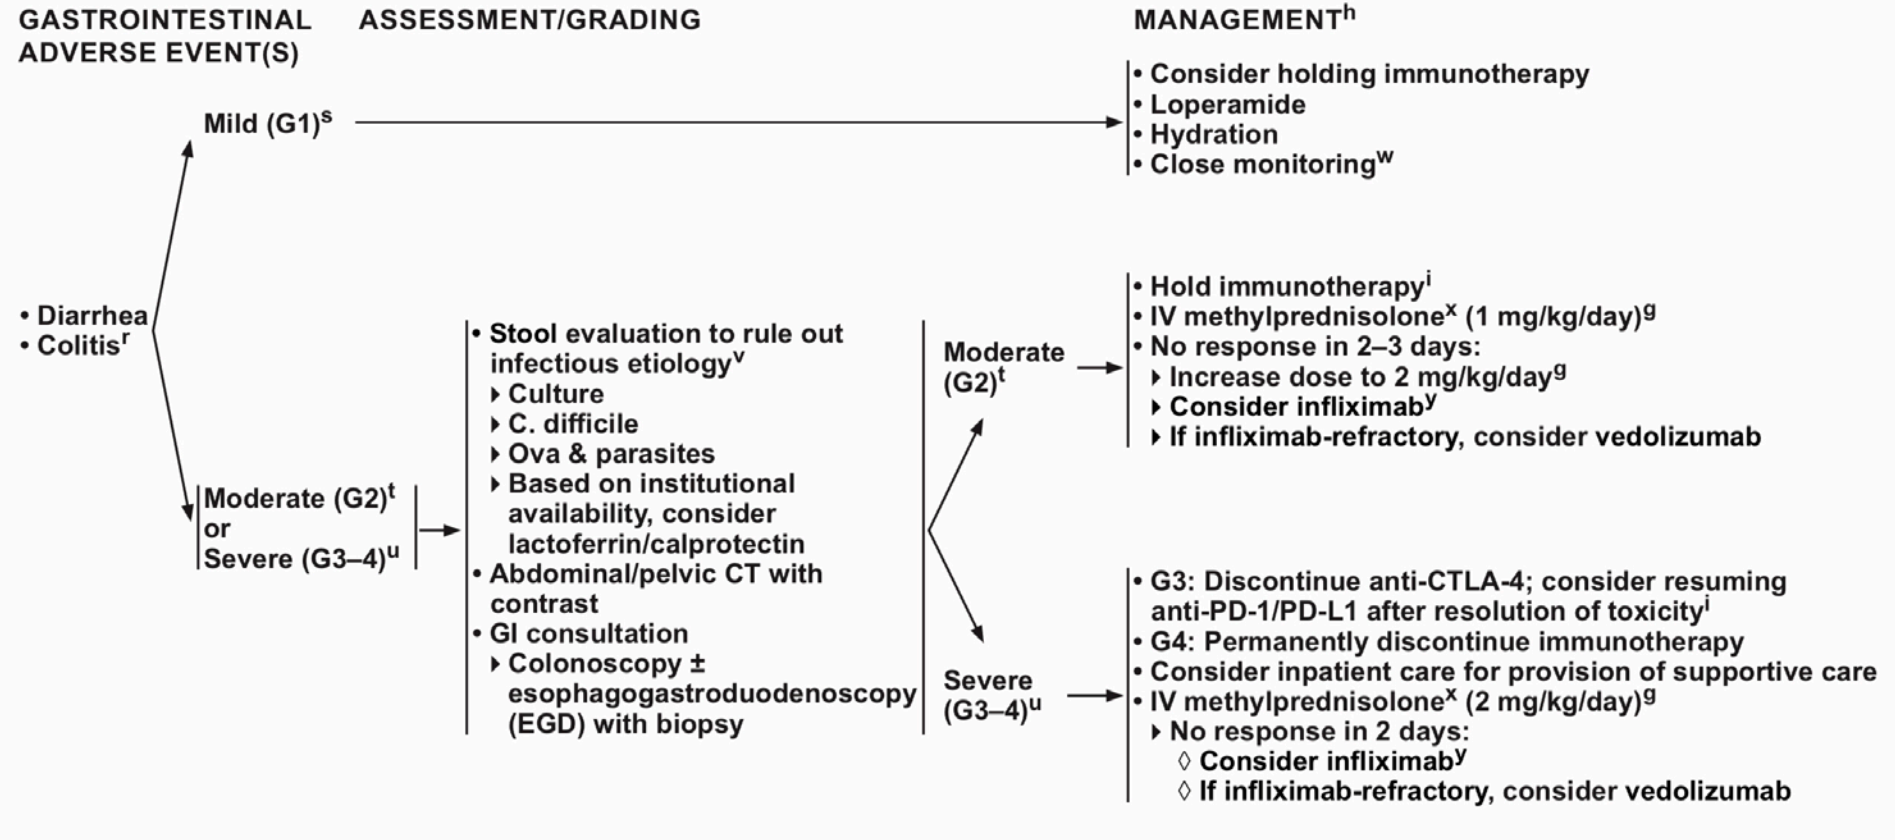 GASTROINTESTINAL ADVERSE EVENT(S)
ASSESSMENT/GRADING
MANAGEMENTʰ
• Diarrhea
• Colitisʳ
Mild (G1)ˢ
• Consider holding immunotherapy
• Loperamide
• Hydration
• Close monitoringʷ
Moderate (G2)ᵗ
or
Severe (G3–4)ᵘ
• Stool evaluation to rule out
infectious etiologyᵛ
▸ Culture
▸ C. difficile
▸ Ova & parasites
▸ Based on institutional
availability, consider
lactoferrin/calprotectin
• Abdominal/pelvic CT with
contrast
• GI consultation
▸ Colonoscopy ±
esophagogastroduodenoscopy
(EGD) with biopsy
Moderate
(G2)ᵗ
• Hold immunotherapyⁱ
• IV methylprednisoloneˣ (1 mg/kg/day)ᵍ
• No response in 2–3 days:
▸ Increase dose to 2 mg/kg/dayᵍ
▸ Consider infliximabʸ
▸ If infliximab-refractory, consider vedolizumab
Severe
(G3–4)ᵘ
• G3: Discontinue anti-CTLA-4; consider resuming
anti-PD-1/PD-L1 after resolution of toxicityⁱ
• G4: Permanently discontinue immunotherapy
• Consider inpatient care for provision of supportive care
• IV methylprednisoloneˣ (2 mg/kg/day)ᵍ
▸ No response in 2 days:
◊ Consider infliximabʸ
◊ If infliximab-refractory, consider vedolizumab